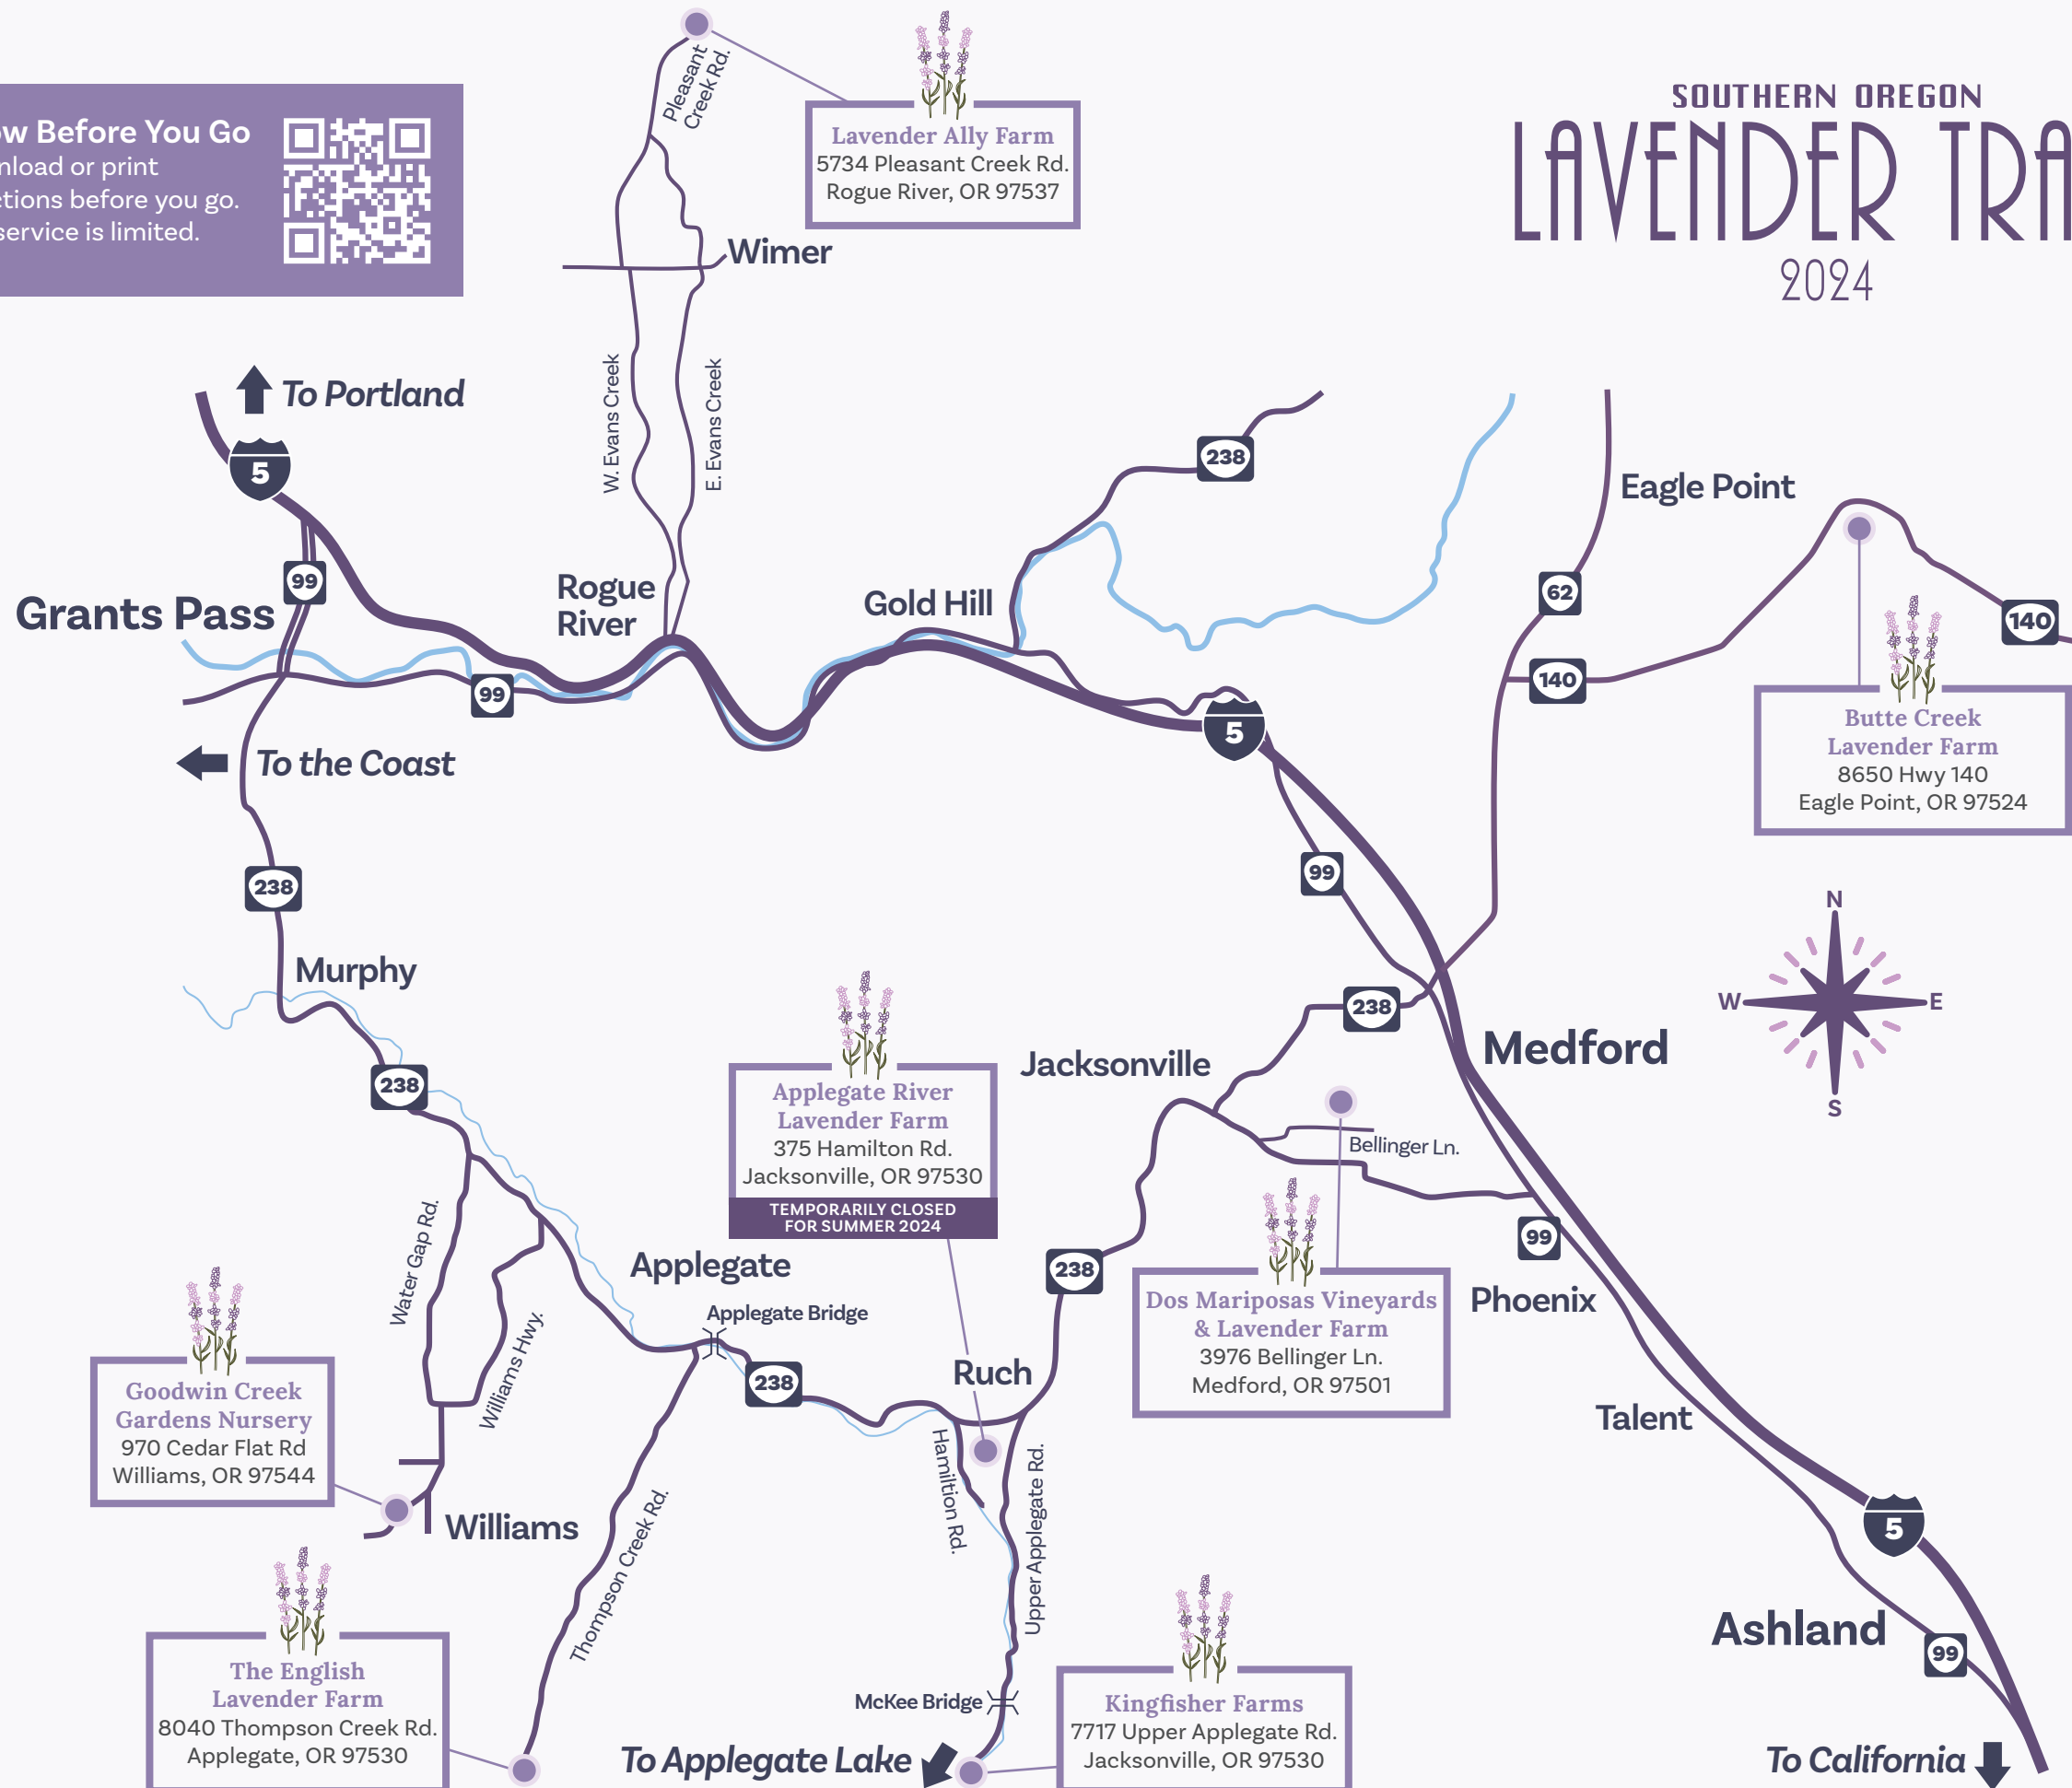 ow Before You Go
nload or print
ctions before you go.
service is limited.
SOUTHERN OREGON
LAVENDER TRA
2024
Pleasant
Creek Rd.
Lavender Ally Farm
5734 Pleasant Creek Rd.
Rogue River, OR 97537
Wimer
W. Evans Creek
E. Evans Creek
To Portland
5
238
Eagle Point
99
Grants Pass
Rogue
River
Gold Hill
62
140
140
99
5
To the Coast
Butte Creek
Lavender Farm
8650 Hwy 140
Eagle Point, OR 97524
238
99
N
W
E
S
Murphy
238
238
Medford
Jacksonville
Applegate River
Lavender Farm
375 Hamilton Rd.
Jacksonville, OR 97530
TEMPORARILY CLOSED
FOR SUMMER 2024
Bellinger Ln.
Water Gap Rd.
Williams Hwy.
Applegate
Applegate Bridge
238
238
99
Phoenix
Dos Mariposas Vineyards
& Lavender Farm
3976 Bellinger Ln.
Medford, OR 97501
Ruch
Goodwin Creek
Gardens Nursery
970 Cedar Flat Rd
Williams, OR 97544
Talent
Hamiltion Rd.
Upper Applegate Rd.
Williams
Thompson Creek Rd.
5
Ashland
99
The English
Lavender Farm
8040 Thompson Creek Rd.
Applegate, OR 97530
McKee Bridge
Kingfisher Farms
7717 Upper Applegate Rd.
Jacksonville, OR 97530
To Applegate Lake
To California